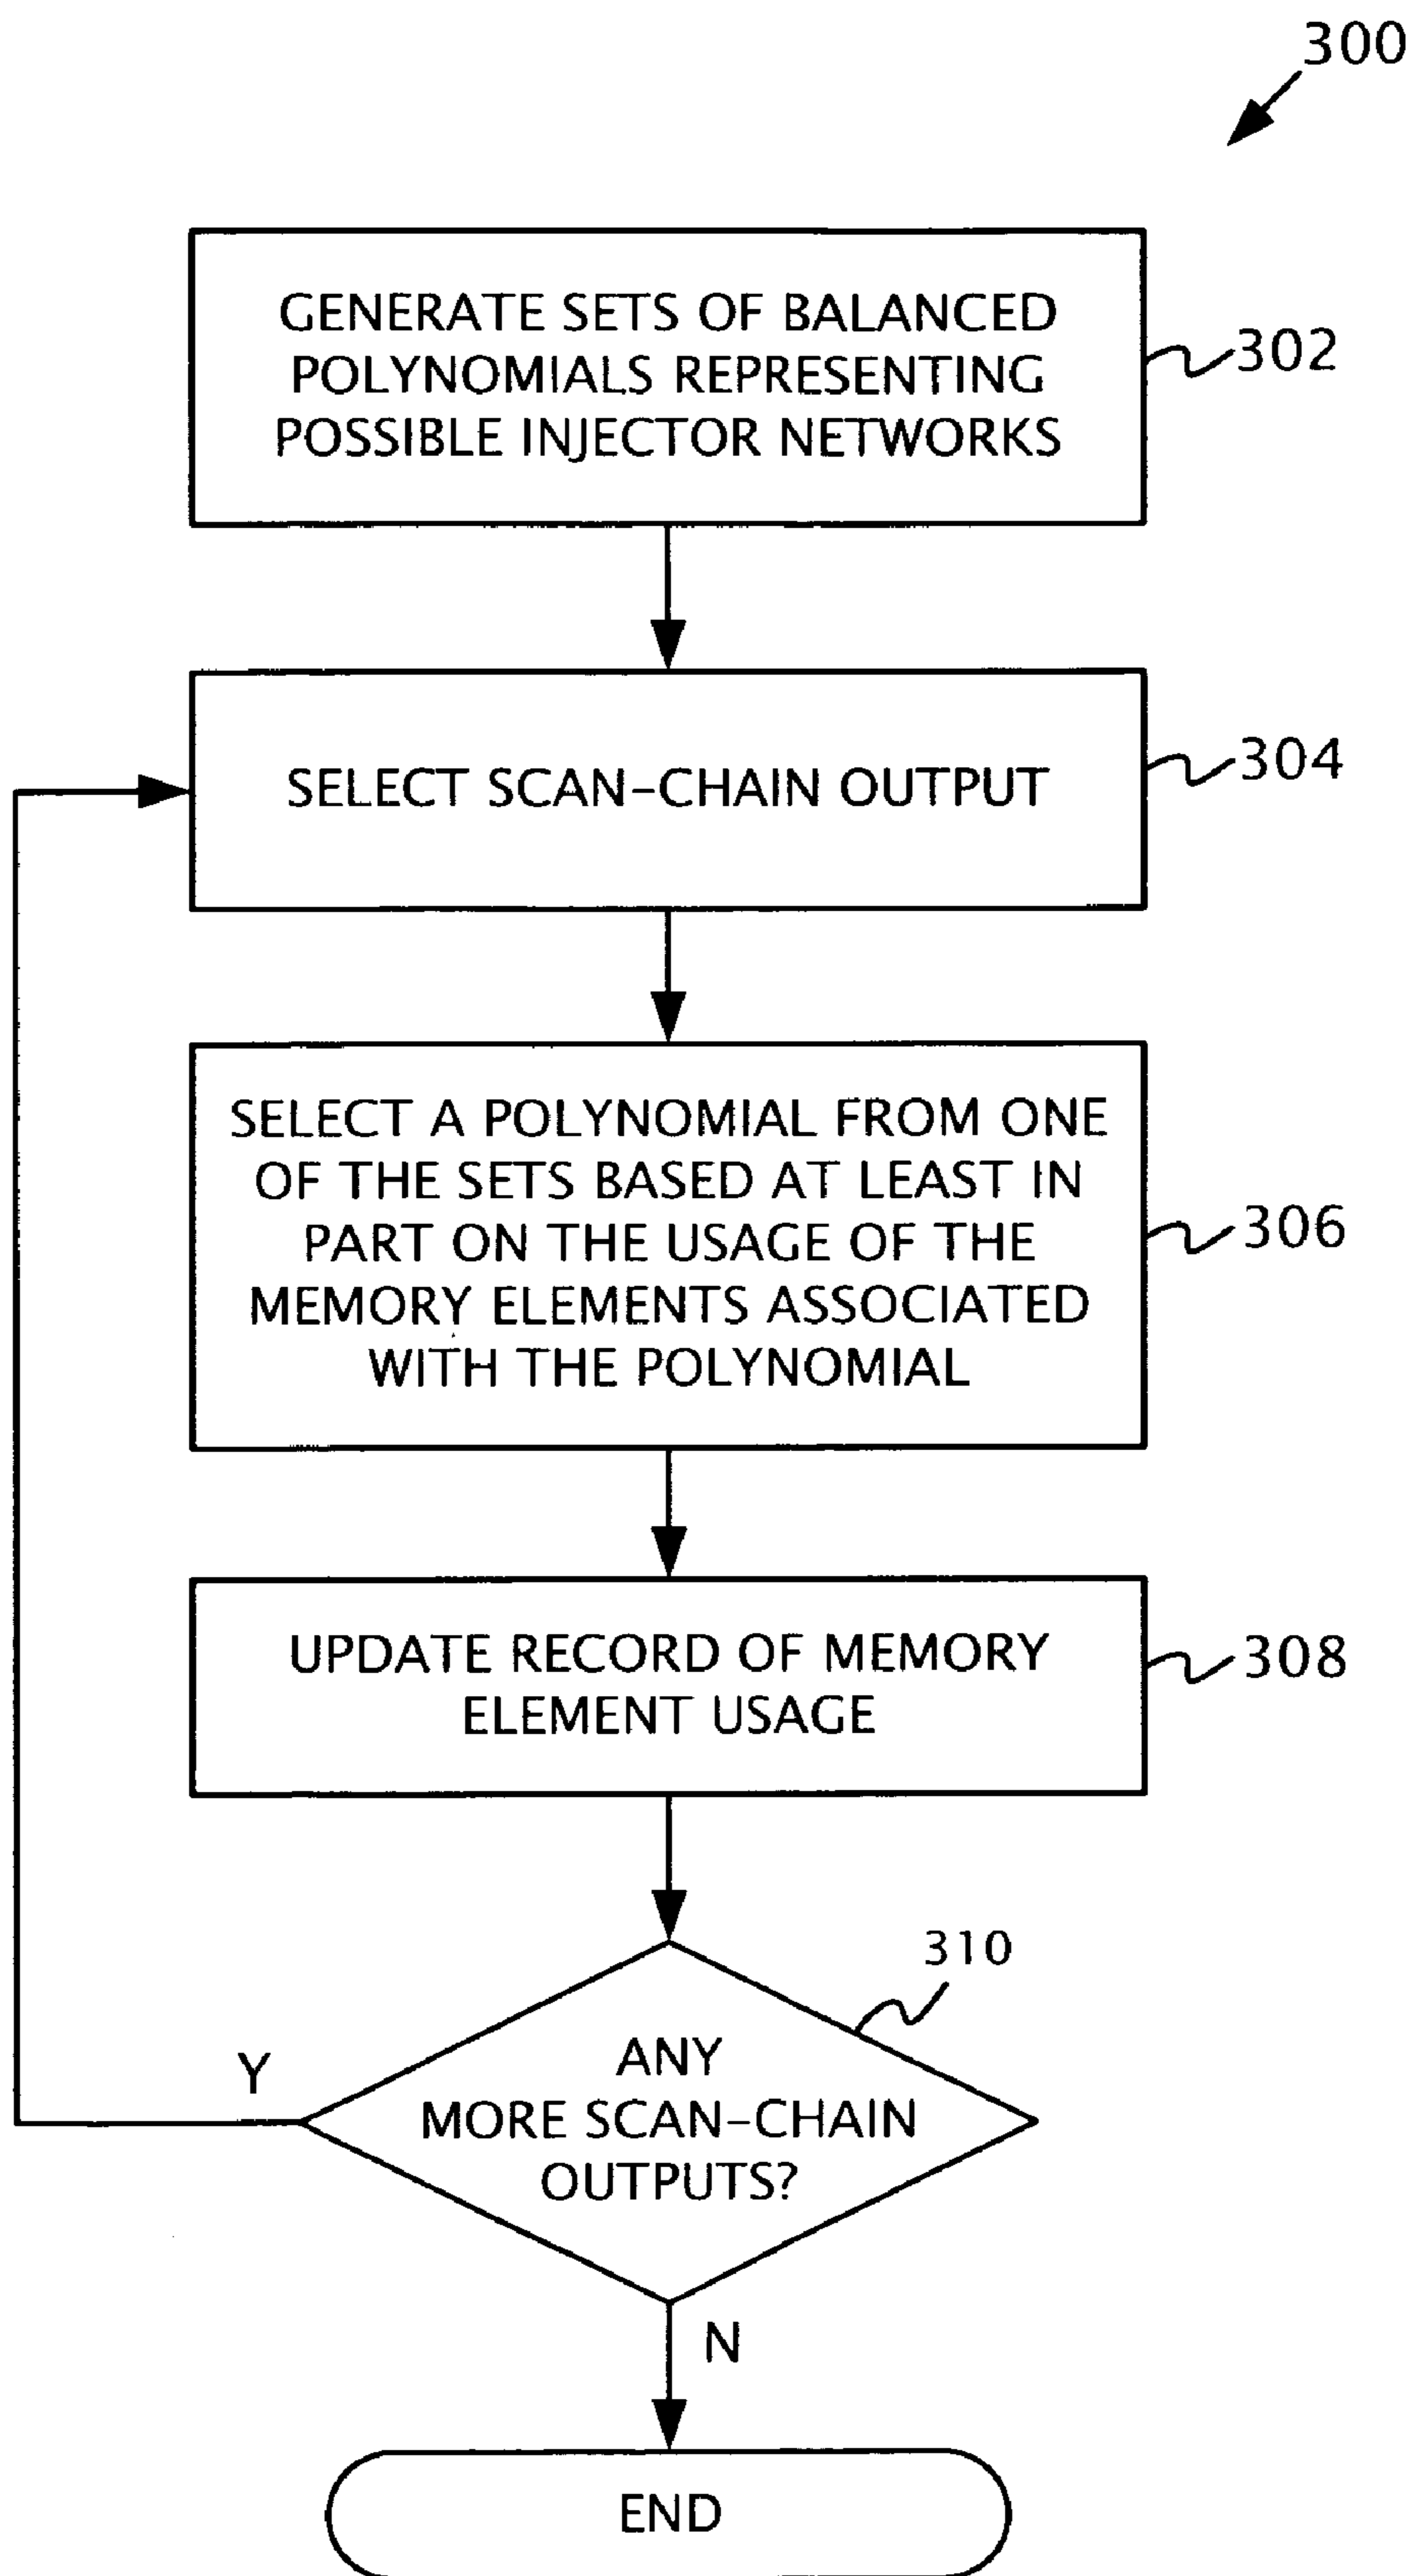 300
GENERATE SETS OF BALANCED
POLYNOMIALS REPRESENTING
POSSIBLE INJECTOR NETWORKS
302
SELECT SCAN-CHAIN OUTPUT
304
SELECT A POLYNOMIAL FROM ONE
OF THE SETS BASED AT LEAST IN
PART ON THE USAGE OF THE
MEMORY ELEMENTS ASSOCIATED
WITH THE POLYNOMIAL
306
UPDATE RECORD OF MEMORY
ELEMENT USAGE
308
310
ANY
MORE SCAN-CHAIN
OUTPUTS?
Y
N
END